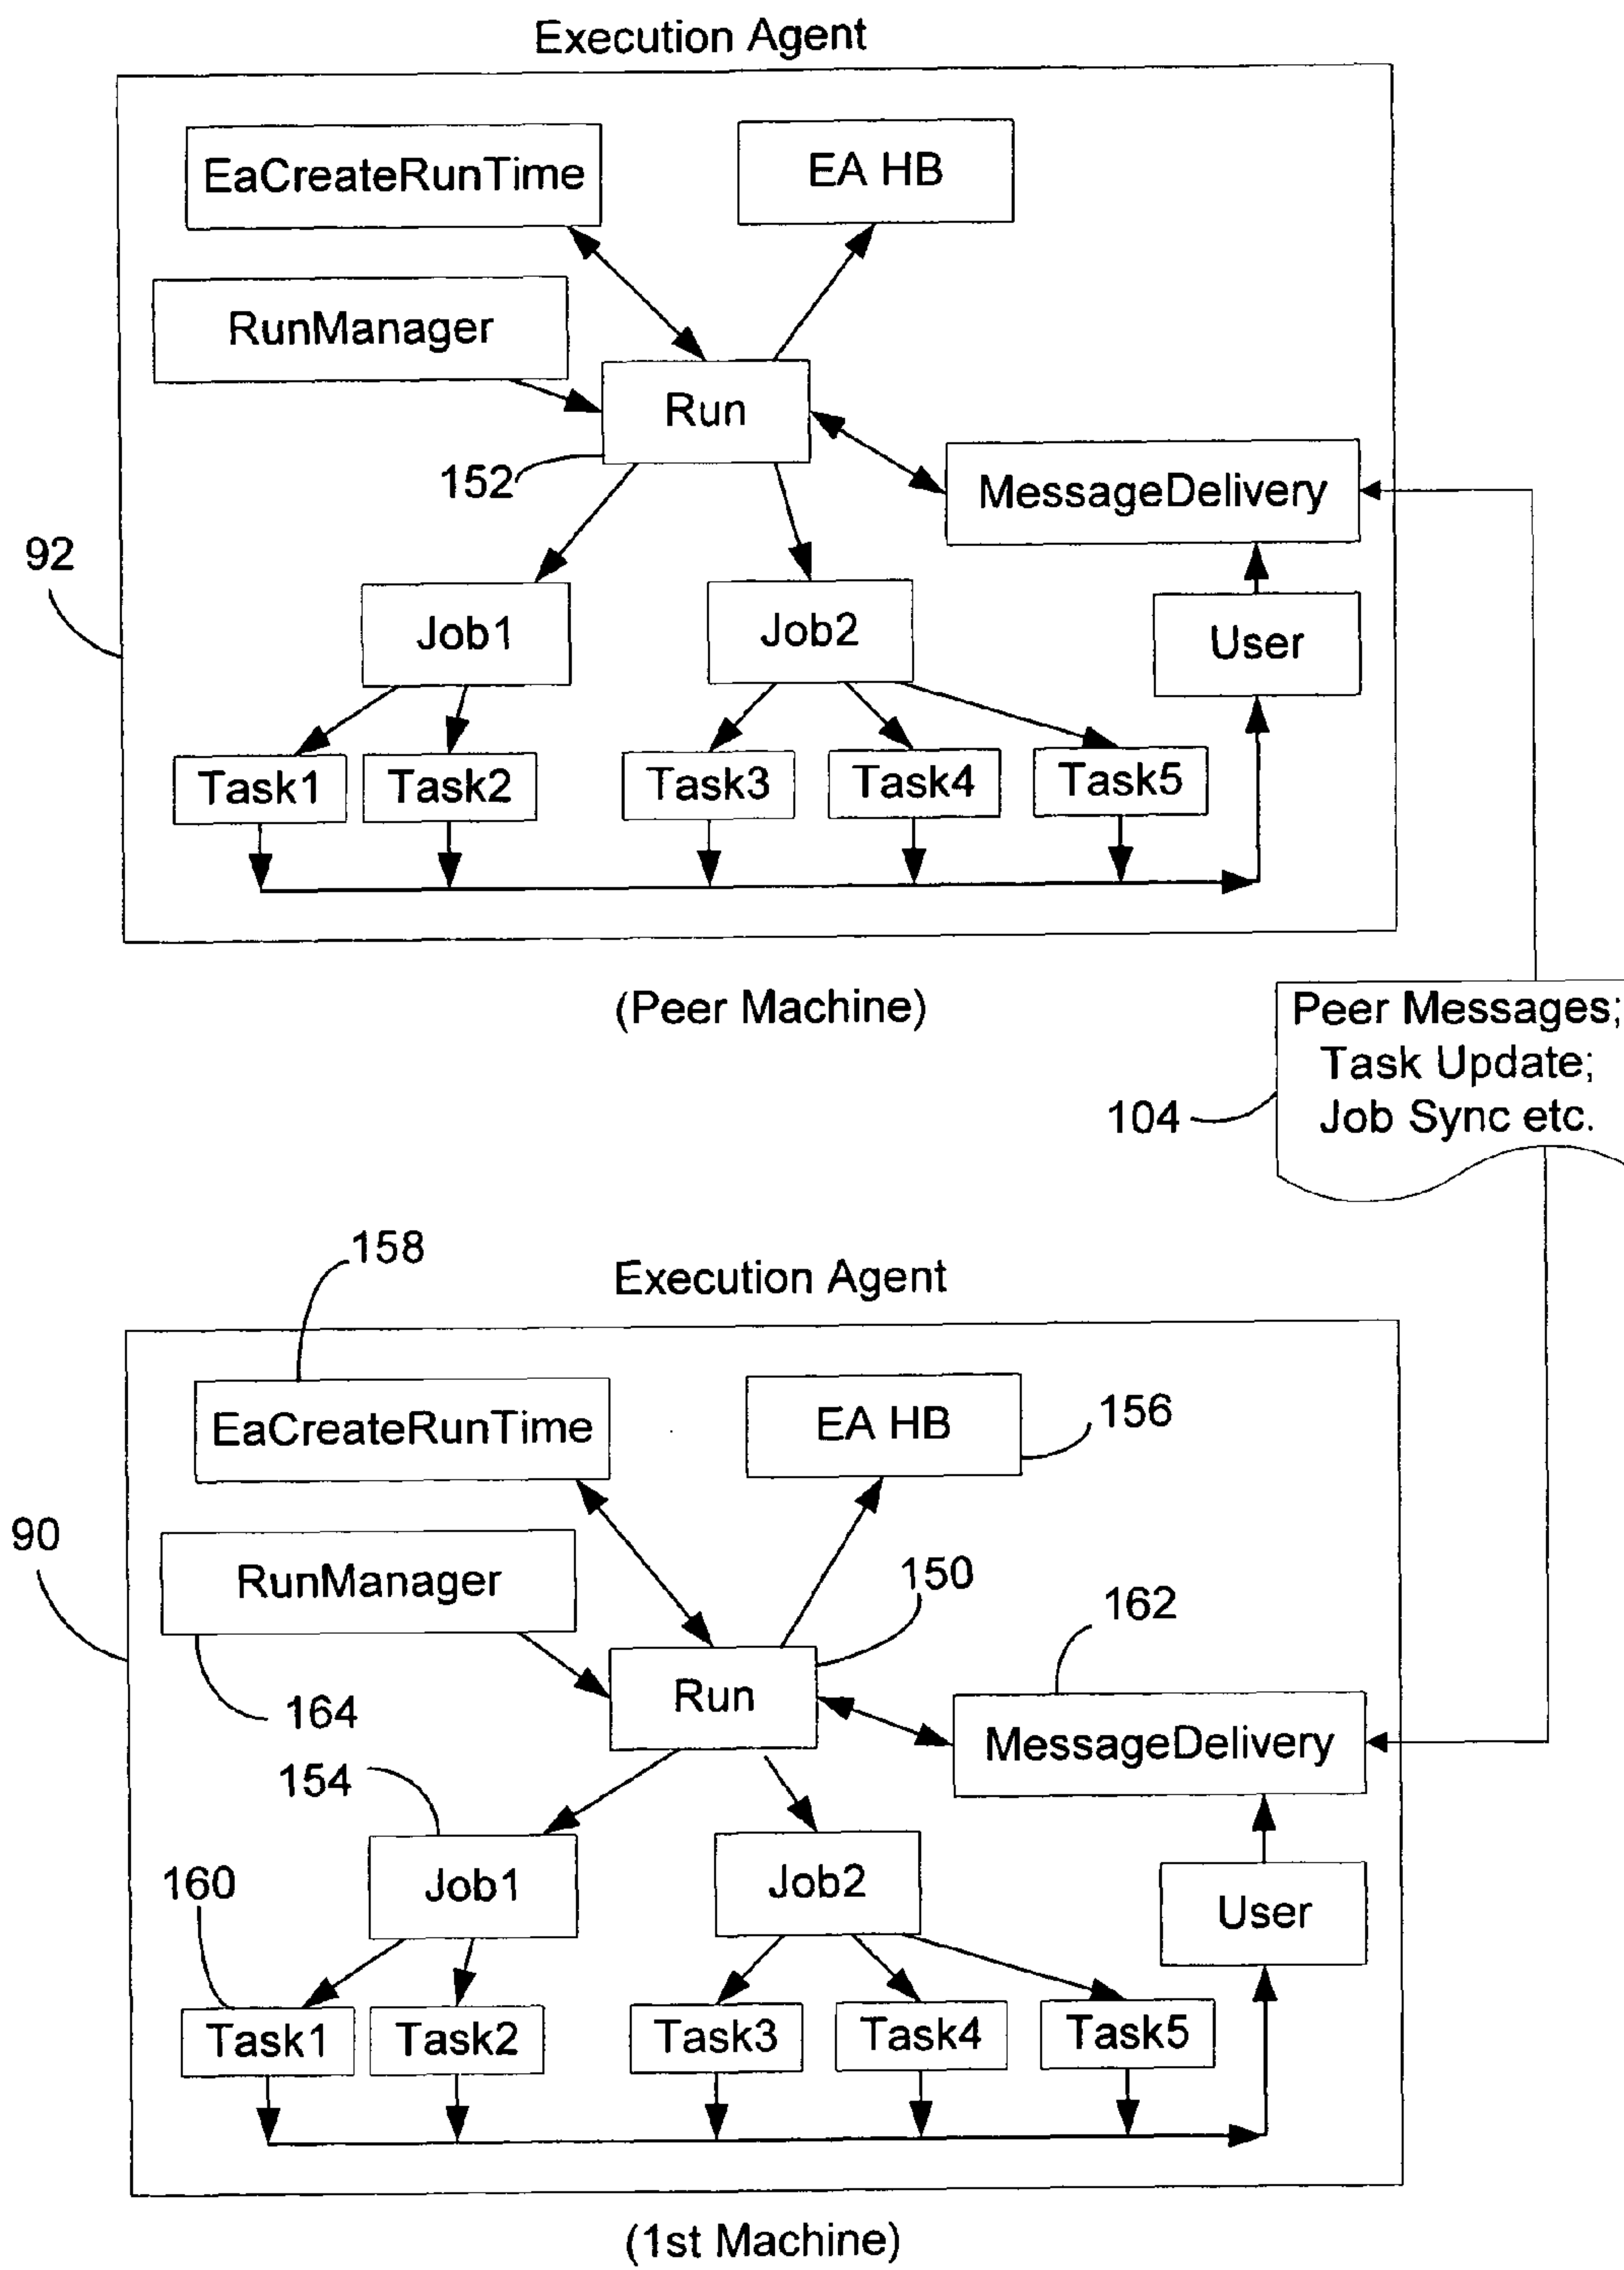 Execution Agent
EaCreateRunTime
EA HB
RunManager
Run
152
MessageDelivery
92
Job1
Job2
User
Task1
Task2
Task3
Task4
Task5
(Peer Machine)
Peer Messages;
Task Update;
Job Sync etc.
104
158
Execution Agent
EaCreateRunTime
EA HB
156
90
RunManager
150
162
164
Run
MessageDelivery
154
160
Job1
Job2
User
Task1
Task2
Task3
Task4
Task5
(1st Machine)